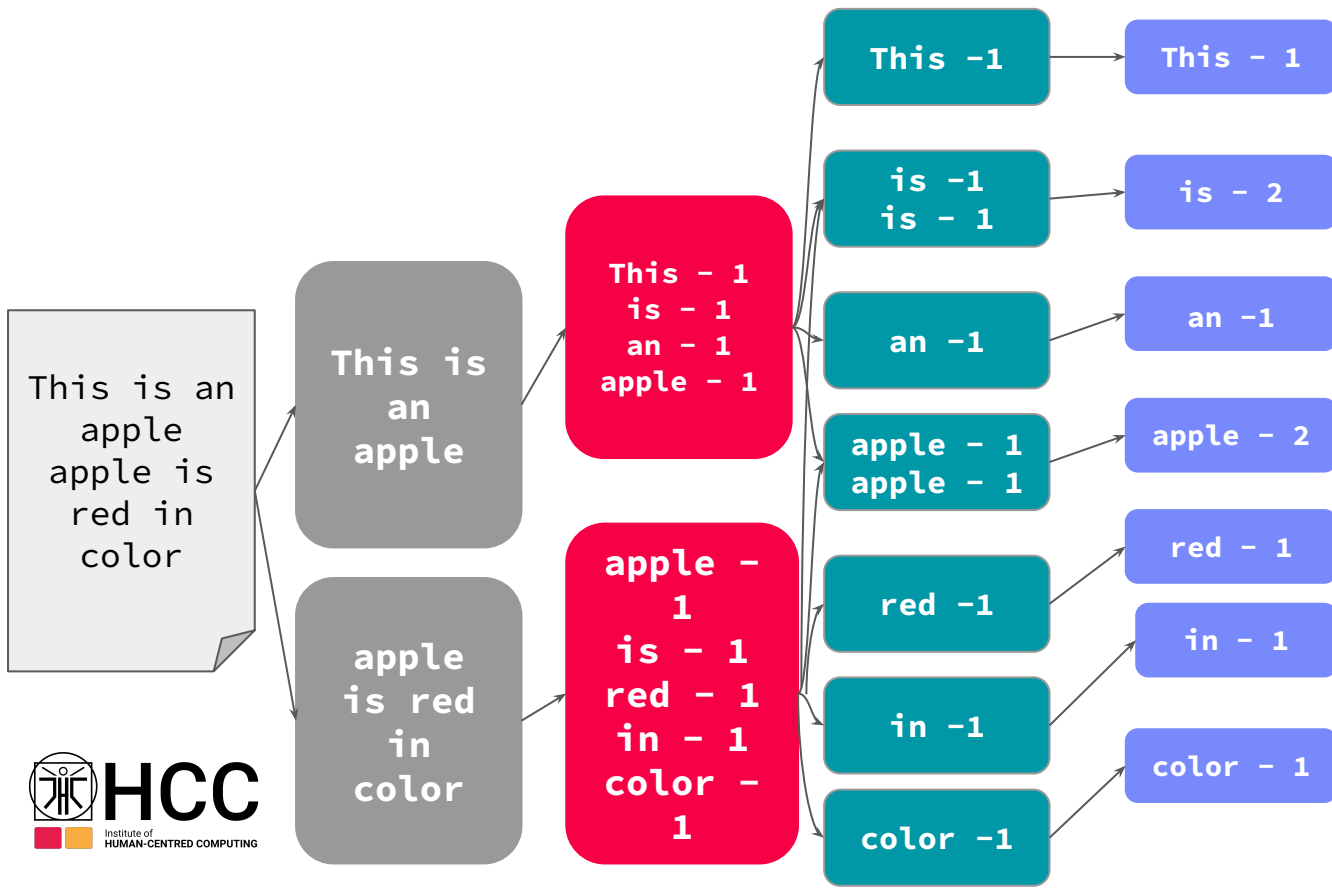 This is an
apple
apple is
red in
color
This is
an
apple
apple
is red
in
color
This – 1
is – 1
an – 1
apple – 1
apple –
1
is – 1
red – 1
in – 1
color –
1
This –1
is –1
is – 1
an –1
apple – 1
apple – 1
red –1
in –1
color –1
This – 1
is – 2
an –1
apple – 2
red – 1
in – 1
color – 1
HCC
Institute of
HUMAN-CENTRED COMPUTING